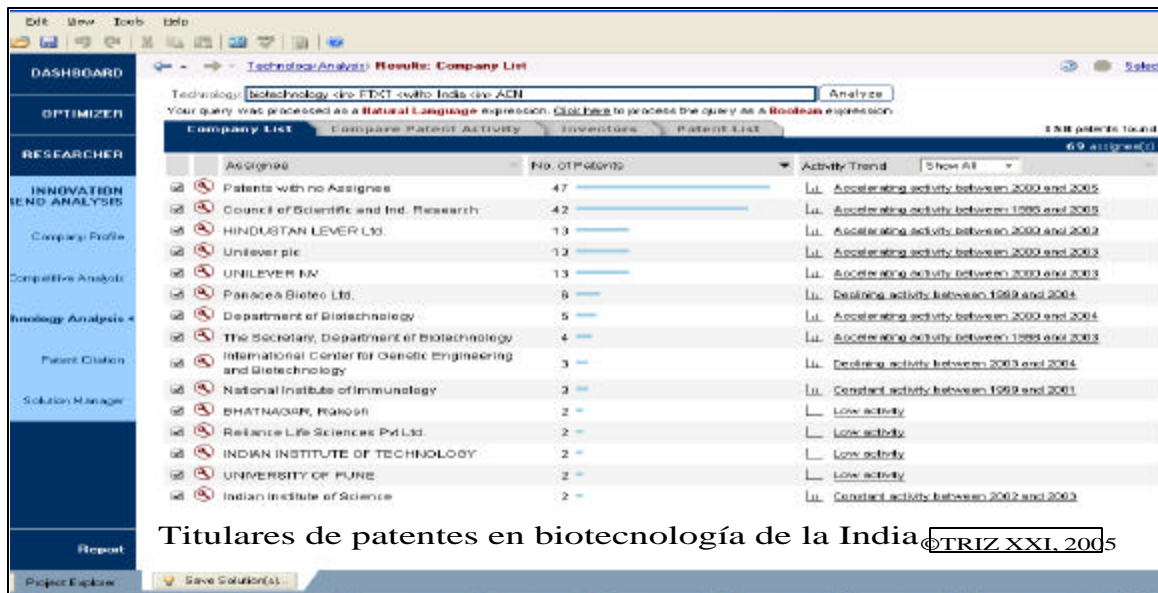 Edit View Tools Help
DASHBOARD
OPTIMIZER
RESEARCHER
INNOVATION
TREND ANALYSIS
Company Profile
Competitive Analysis
Technology Analysis
Patent Citation
Solution Manager
Report
Project Explorer
Technology Analysis: Results: Company List
Technology: biotechnology <in> FTXT <with> India <in> ACN Analyze
Your query was processed as a Natural Language expression. Click here to process the query as a Boolean expression
Company List Compare Patent Activity Inventors Patent List patents found
69 assignee(s)
Assignee No. of Patents Activity Trend Show All
Patents with no Assignee 47 Accelerating activity between 2000 and 2005
Council of Scientific and Ind. Research 42 Accelerating activity between and 2005
HINDUSTAN LEVER Ltd. 13 Accelerating activity between 2000 and 2003
Unilever plc 13 Accelerating activity between 2000 and 2003
UNILEVER NV 13 Accelerating activity between 2000 and 2003
Panacea Biotec Ltd. Declining activity between 1999 and 2004
Department of Biotechnology 5 Accelerating activity between 2000 and 2004
The Secretary, Department of Biotechnology 4 Accelerating activity between and 2003
International Center for Genetic Engineering
and Biotechnology 3 Declining activity between 2003 and 2004
National Institute of Immunology 3 Constant activity between 1999 and 2001
BHATNAGAR, Rakesh 2 Low activity
Reliance Life Sciences Pvt Ltd. 2 Low activity
INDIAN INSTITUTE OF TECHNOLOGY 2 Low activity
UNIVERSITY OF PUNE 2 Low activity
Indian Institute of Science 2 Constant activity between 2002 and 2003
Titulares de patentes en biotecnología de la India
©TRIZ XXI, 2005
Save Solution(s)...